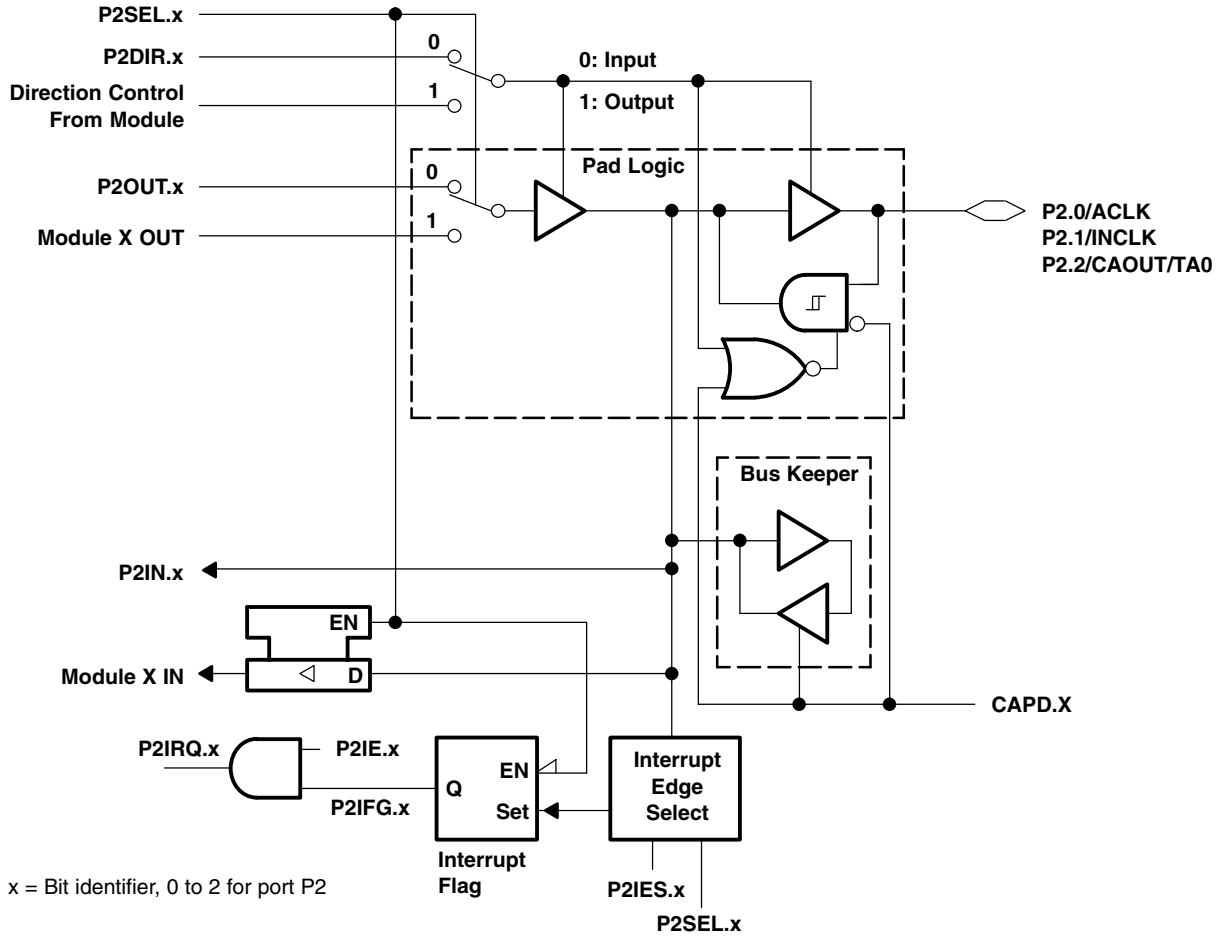 P2SEL.x
P2DIR.x
0
0: Input
Direction Control
From Module
1
1: Output
Pad Logic
P2OUT.x
0
Module X OUT
1
P2.0/ACLK
P2.1/INCLK
P2.2/CAOUT/TA0
Bus Keeper
P2IN.x
EN
Module X IN
D
CAPD.X
P2IRQ.x
P2IE.x
P2IFG.x
Q
EN
Set
Interrupt
Flag
Interrupt
Edge
Select
P2IES.x
P2SEL.x
x = Bit identifier, 0 to 2 for port P2